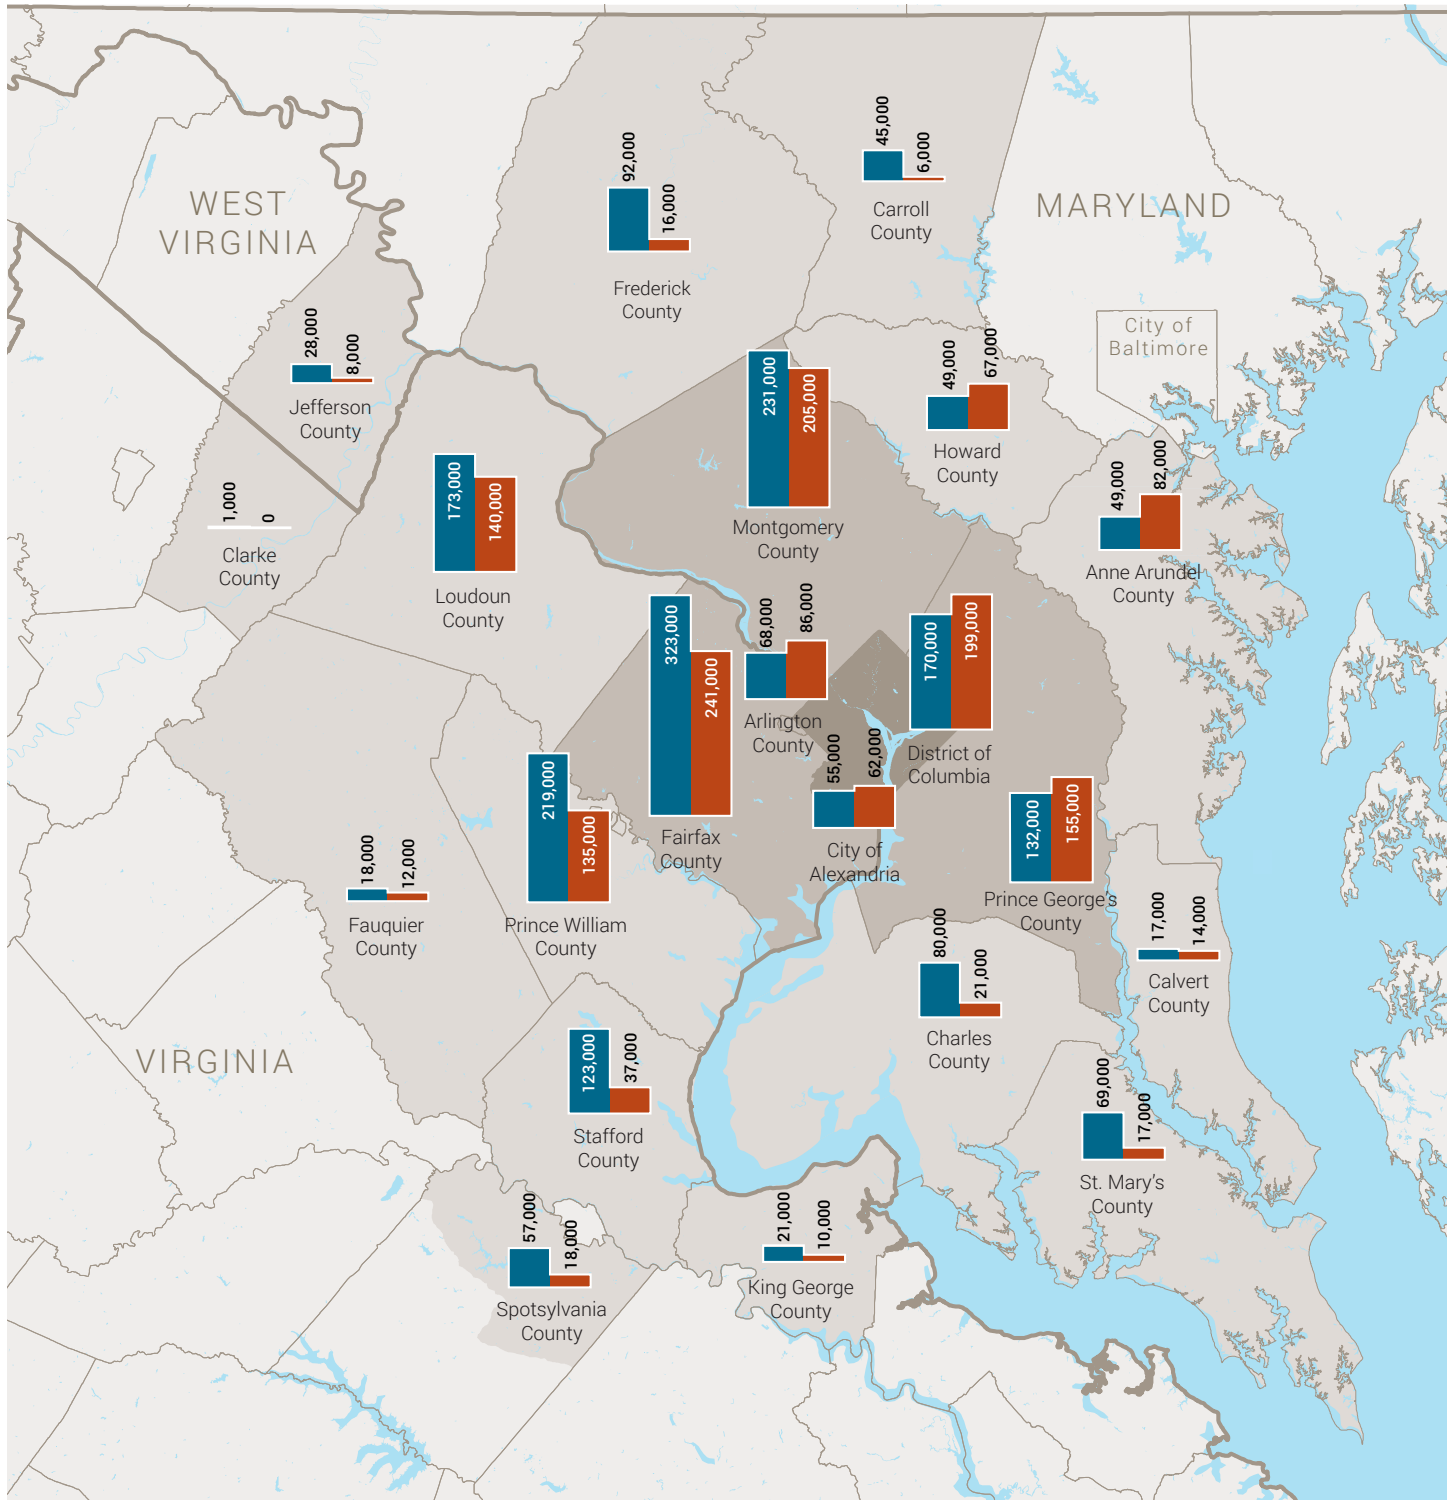 92,000
16,000
Frederick
County
45,000
6,000
Carroll
County
WEST
VIRGINIA
MARYLAND
City of
Baltimore
28,000
8,000
Jefferson
County
231,000
205,000
Montgomery
County
49,000
67,000
Howard
County
49,000
82,000
Anne Arundel
County
1,000
0
Clarke
County
173,000
140,000
Loudoun
County
323,000
241,000
Fairfax
County
68,000
86,000
Arlington
County
170,000
199,000
District of
Columbia
219,000
135,000
Prince William
County
55,000
62,000
City of
Alexandria
132,000
155,000
Prince George's
County
18,000
12,000
Fauquier
County
80,000
21,000
Charles
County
17,000
14,000
Calvert
County
VIRGINIA
123,000
37,000
Stafford
County
69,000
17,000
St. Mary's
County
57,000
18,000
Spotsylvania
County
21,000
10,000
King George
County